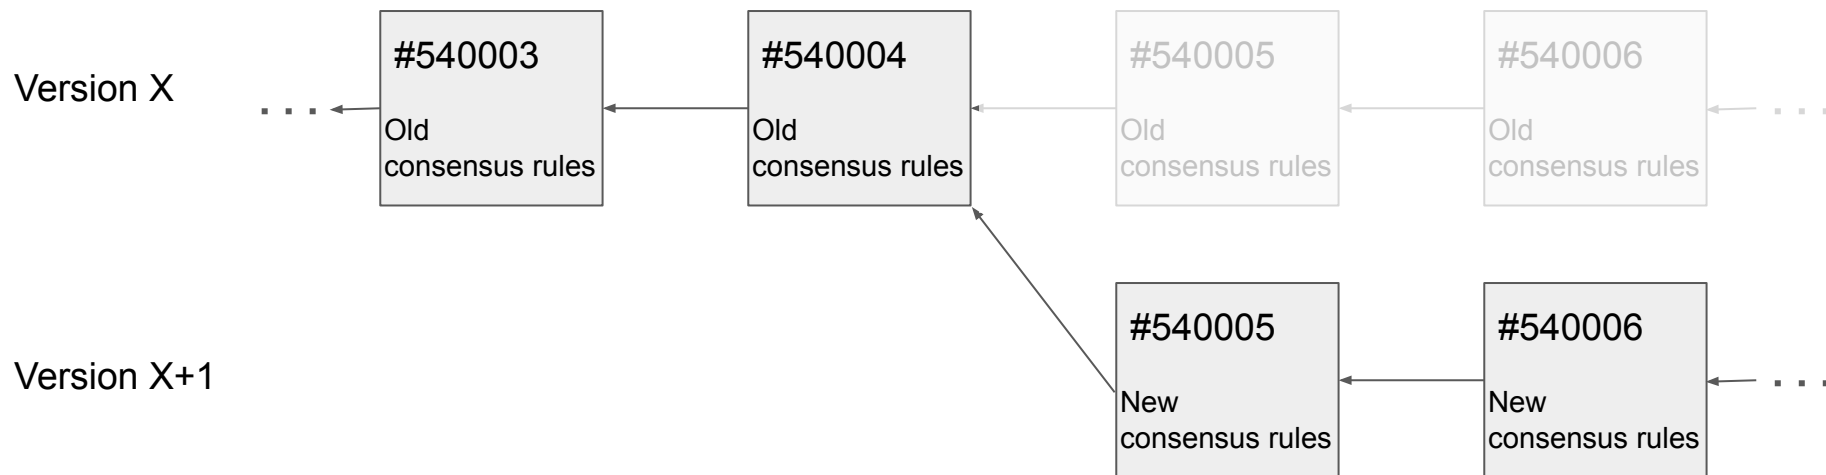 Version X
. . .
#540003
Old
consensus rules
#540004
Old
consensus rules
#540005
Old
consensus rules
#540006
Old
consensus rules
. . .
Version X+1
#540005
New
consensus rules
#540006
New
consensus rules
. . .